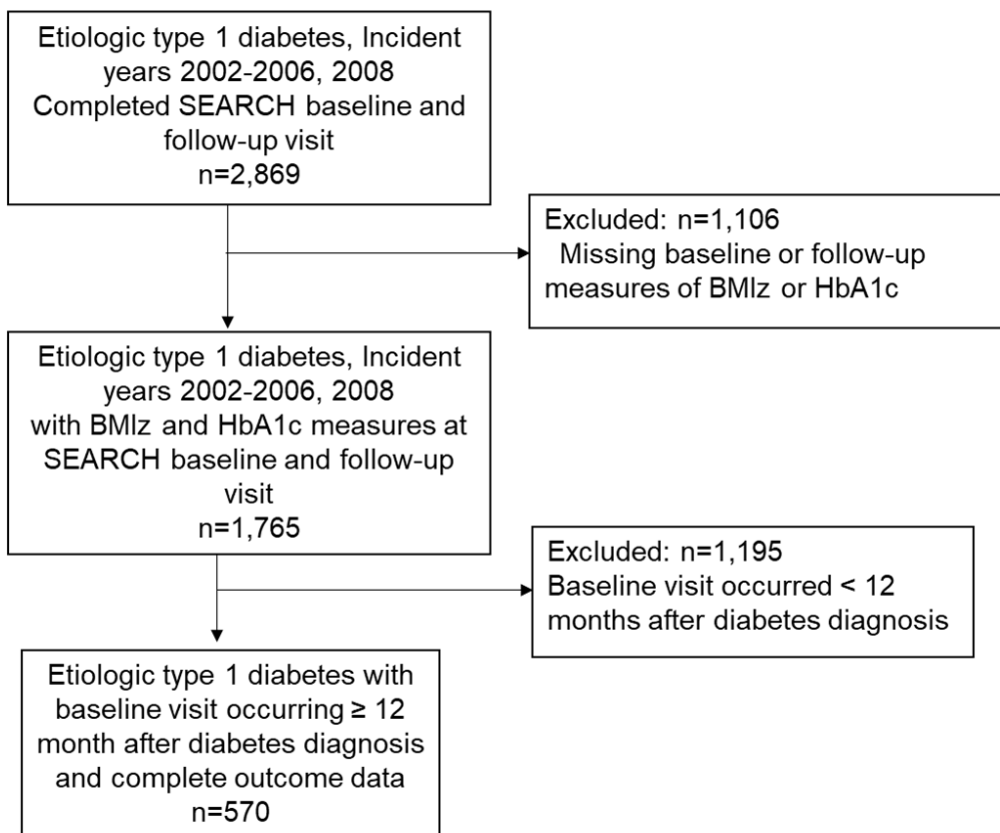 Etiologic type 1 diabetes, Incident
years 2002-2006, 2008
Completed SEARCH baseline and
follow-up visit
n=2,869
Excluded: n=1,106
Missing baseline or follow-up
measures of BMIz or HbA1c
Etiologic type 1 diabetes, Incident
years 2002-2006, 2008
with BMIz and HbA1c measures at
SEARCH baseline and follow-up
visit
n=1,765
Excluded: n=1,195
Baseline visit occurred < 12
months after diabetes diagnosis
Etiologic type 1 diabetes with
baseline visit occurring ≥ 12
month after diabetes diagnosis
and complete outcome data
n=570